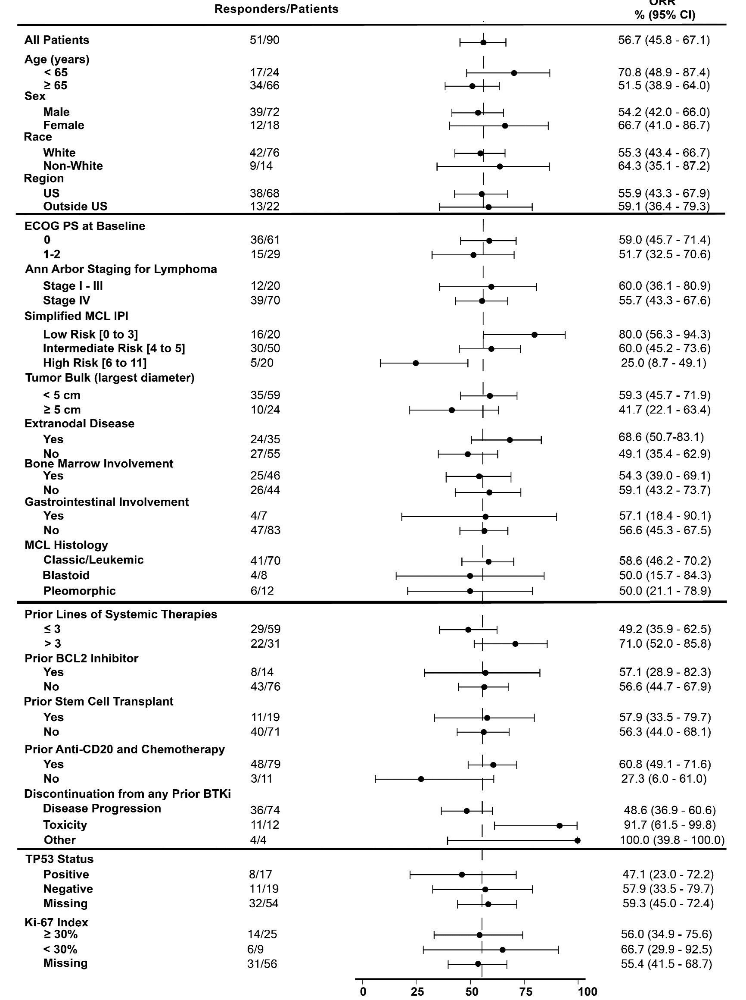 ORR
Responders/Patients % (95% CI)
All Patients 51/90 56.7 (45.8 - 67.1)
Age (years)
< 65 17/24 70.8 (48.9 - 87.4)
≥ 65 34/66 51.5 (38.9 - 64.0)
Sex
Male 39/72 54.2 (42.0 - 66.0)
Female 12/18 66.7 (41.0 - 86.7)
Race
White 42/76 55.3 (43.4 - 66.7)
Non-White 9/14 64.3 (35.1 - 87.2)
Region
US 38/68 55.9 (43.3 - 67.9)
Outside US 13/22 59.1 (36.4 - 79.3)
ECOG PS at Baseline
0 36/61 59.0 (45.7 - 71.4)
1-2 15/29 51.7 (32.5 - 70.6)
Ann Arbor Staging for Lymphoma
Stage I - III 12/20 60.0 (36.1 - 80.9)
Stage IV 39/70 55.7 (43.3 - 67.6)
Simplified MCL IPI
Low Risk [0 to 3] 16/20 80.0 (56.3 - 94.3)
Intermediate Risk [4 to 5] 30/50 60.0 (45.2 - 73.6)
High Risk [6 to 11] 5/20 25.0 (8.7 - 49.1)
Tumor Bulk (largest diameter)
< 5 cm 35/59 59.3 (45.7 - 71.9)
≥ 5 cm 10/24 41.7 (22.1 - 63.4)
Extranodal Disease
Yes 24/35 68.6 (50.7-83.1)
No 27/55 49.1 (35.4 - 62.9)
Bone Marrow Involvement
Yes 25/46 54.3 (39.0 - 69.1)
No 26/44 59.1 (43.2 - 73.7)
Gastrointestinal Involvement
Yes 4/7 57.1 (18.4 - 90.1)
No 47/83 56.6 (45.3 - 67.5)
MCL Histology
Classic/Leukemic 41/70 58.6 (46.2 - 70.2)
Blastoid 4/8 50.0 (15.7 - 84.3)
Pleomorphic 6/12 50.0 (21.1 - 78.9)
Prior Lines of Systemic Therapies
≤ 3 29/59 49.2 (35.9 - 62.5)
> 3 22/31 71.0 (52.0 - 85.8)
Prior BCL2 Inhibitor
Yes 8/14 57.1 (28.9 - 82.3)
No 43/76 56.6 (44.7 - 67.9)
Prior Stem Cell Transplant
Yes 11/19 57.9 (33.5 - 79.7)
No 40/71 56.3 (44.0 - 68.1)
Prior Anti-CD20 and Chemotherapy
Yes 48/79 60.8 (49.1 - 71.6)
No 3/11 27.3 (6.0 - 61.0)
Discontinuation from any Prior BTKi
Disease Progression 36/74 48.6 (36.9 - 60.6)
Toxicity 11/12 91.7 (61.5 - 99.8)
Other 4/4 100.0 (39.8 - 100.0)
TP53 Status
Positive 8/17 47.1 (23.0 - 72.2)
Negative 11/19 57.9 (33.5 - 79.7)
Missing 32/54 59.3 (45.0 - 72.4)
Ki-67 Index
≥ 30% 14/25 56.0 (34.9 - 75.6)
< 30% 6/9 66.7 (29.9 - 92.5)
Missing 31/56 55.4 (41.5 - 68.7)
0 25 50 75 100